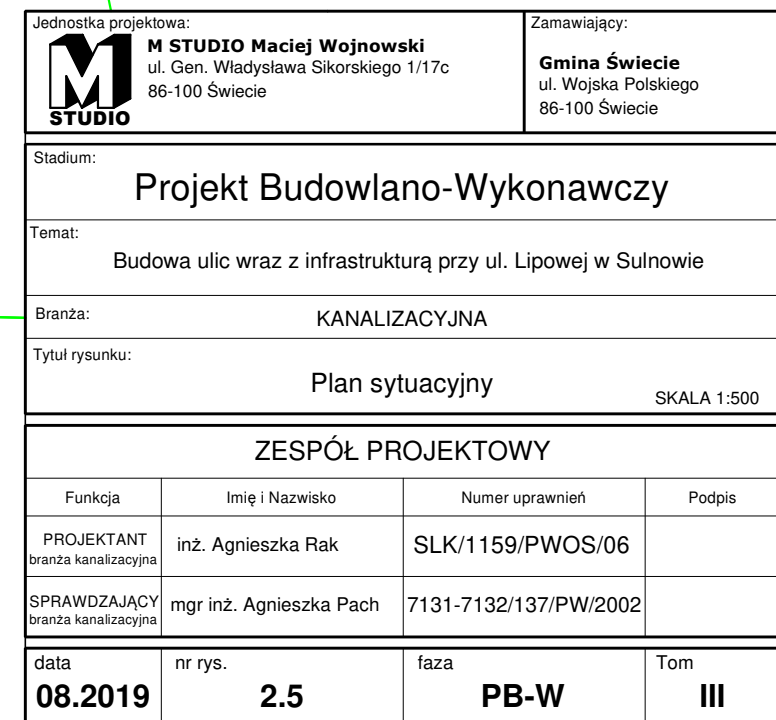 Jednostka projektowa:
M
STUDIO
M STUDIO Maciej Wojnowski
ul. Gen. Władysława Sikorskiego 1/17c
86-100 Świecie
Zamawiający:
Gmina Świecie
ul. Wojska Polskiego
86-100 Świecie
Stadium:
Projekt Budowlano-Wykonawczy
Temat:
Budowa ulic wraz z infrastrukturą przy ul. Lipowej w Sulnowie
Branża:
KANALIZACYJNA
Tytuł rysunku:
Plan sytuacyjny
SKALA 1:500
ZESPÓŁ PROJEKTOWY
Funkcja Imię i Nazwisko Numer uprawnień Podpis
PROJEKTANT
branża kanalizacyjna
inż. Agnieszka Rak
SLK/1159/PWOS/06
SPRAWDZAJĄCY
branża kanalizacyjna
mgr inż. Agnieszka Pach
7131-7132/137/PW/2002
data nr rys. faza Tom
08.2019 2.5 PB-W III